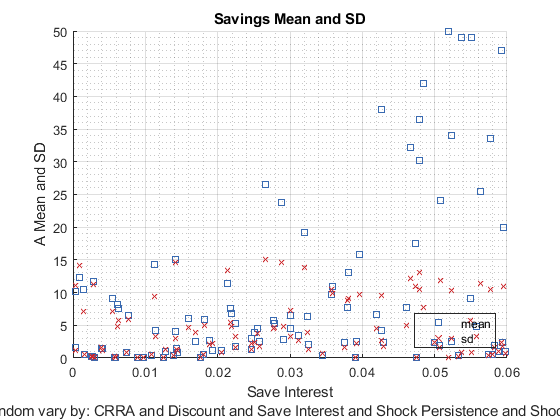 Savings Mean and SD
50
45
40
35
30
25
20
15
10
5
0
A Mean and SD
mean
sd
0 0.01 0.02 0.03 0.04 0.05 0.06
Save Interest
ndom vary by: CRRA and Discount and Save Interest and Shock Persistence and Shoc